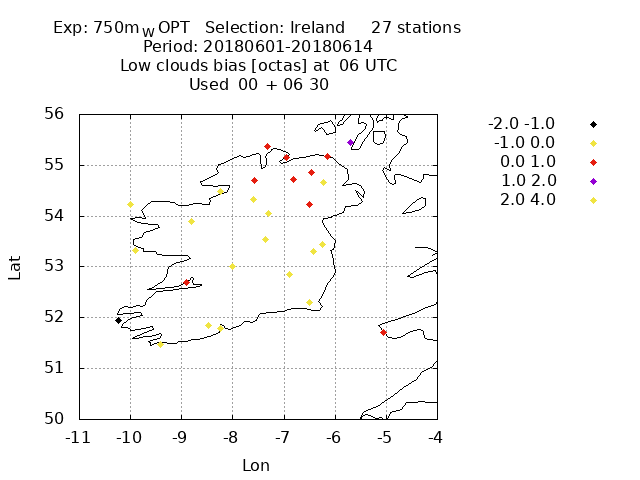 Exp: 750m_W OPT Selection: Ireland 27 stations
Period: 20180601-20180614
Low clouds bias [octas] at 06 UTC
Used 00 + 06 30
-2.0 -1.0
-1.0 0.0
0.0 1.0
1.0 2.0
2.0 4.0
56
55
54
53
52
51
50
Lat
-11 -10 -9 -8 -7 -6 -5 -4
Lon